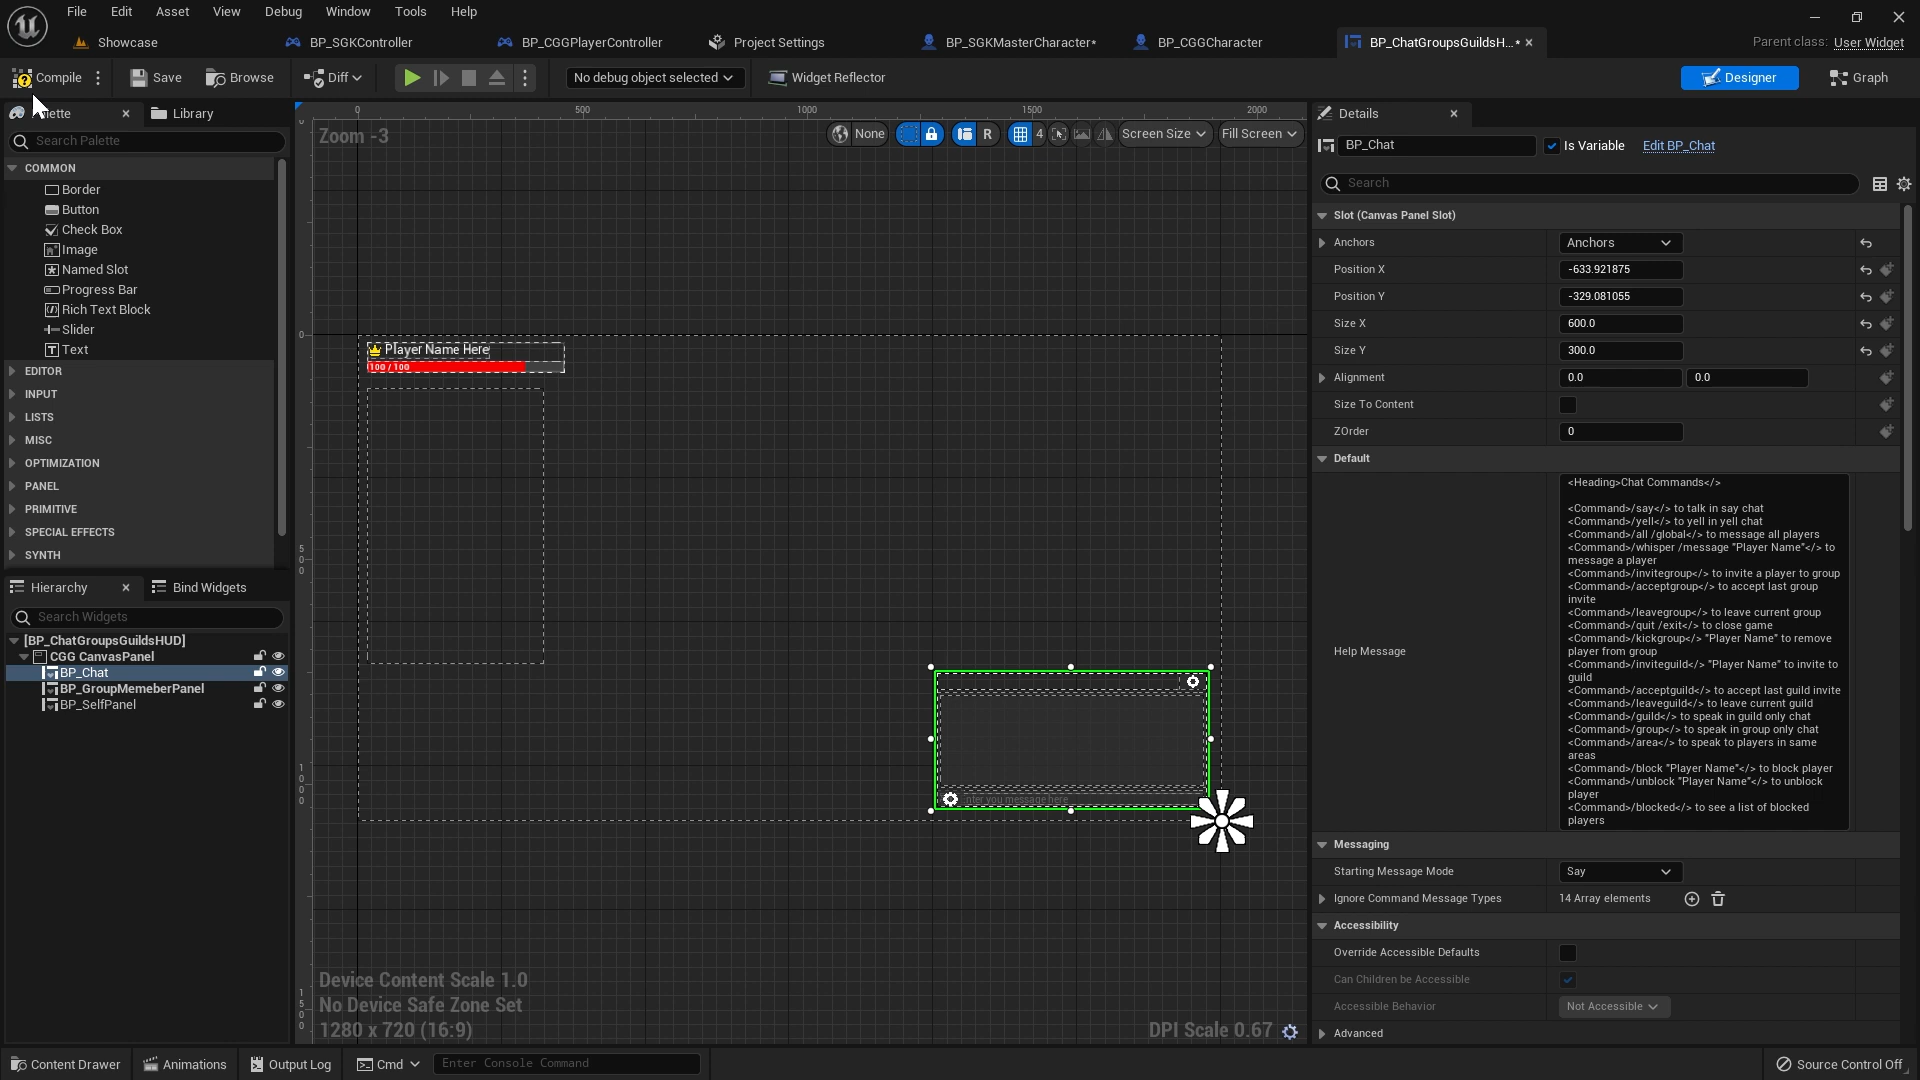 File Edit Asset View Debug Window Tools Help
Showcase
BP_SGKController
BP_CGGPlayerController
Project Settings
BP_SGKMasterCharacter*
BP_CGGCharacter
BP_ChatGroupsGuildsH...*
Parent class: User Widget
Compile
Save
Browse
Diff
No debug object selected
Widget Reflector
Designer
Graph
Library
Search Palette
COMMON
Border
Button
Check Box
Image
Named Slot
Progress Bar
Rich Text Block
Slider
Text
EDITOR
INPUT
LISTS
MISC
OPTIMIZATION
PANEL
PRIMITIVE
SPECIAL EFFECTS
SYNTH
Hierarchy
Bind Widgets
Search Widgets
[BP_ChatGroupsGuildsHUD]
CGG CanvasPanel
BP_Chat
BP_GroupMemeberPanel
BP_SelfPanel
0 500 1000 1500 2000
Zoom -3
None
R
4
Screen Size
Fill Screen
0
500
1000
1500
Player Name Here
100 / 100
Device Content Scale 1.0
No Device Safe Zone Set
1280 x 720 (16:9)
DPI Scale 0.67
Details
BP_Chat
Is Variable
Edit BP_Chat
Search
Slot (Canvas Panel Slot)
Anchors Anchors
Position X -633.921875
Position Y -329.081055
Size X 600.0
Size Y 300.0
Alignment 0.0 0.0
Size To Content
ZOrder 0
Default
Help Message
<Heading>Chat Commands</>
<Command>/say</> to talk in say chat
<Command>/yell</> to yell in yell chat
<Command>/all /global</> to message all players
<Command>/whisper /message "Player Name"</> to
message a player
<Command>/invitegroup</> to invite a player to group
<Command>/acceptgroup</> to accept last group
invite
<Command>/leavegroup</> to leave current group
<Command>/quit /exit</> to close game
<Command>/kickgroup</> "Player Name" to remove
player from group
<Command>/inviteguild</> "Player Name" to invite to
guild
<Command>/acceptguild</> to accept last guild invite
<Command>/leaveguild</> to leave current guild
<Command>/guild</> to speak in guild only chat
<Command>/group</> to speak in group only chat
<Command>/area</> to speak to players in same
areas
<Command>/block "Player Name"</> to block player
<Command>/unblock "Player Name"</> to unblock
player
<Command>/blocked</> to see a list of blocked
players
Messaging
Starting Message Mode Say
Ignore Command Message Types 14 Array elements
Accessibility
Override Accessible Defaults
Can Children be Accessible
Accessible Behavior Not Accessible
Advanced
Content Drawer
Animations
Output Log
Cmd
Enter Console Command
Source Control Off